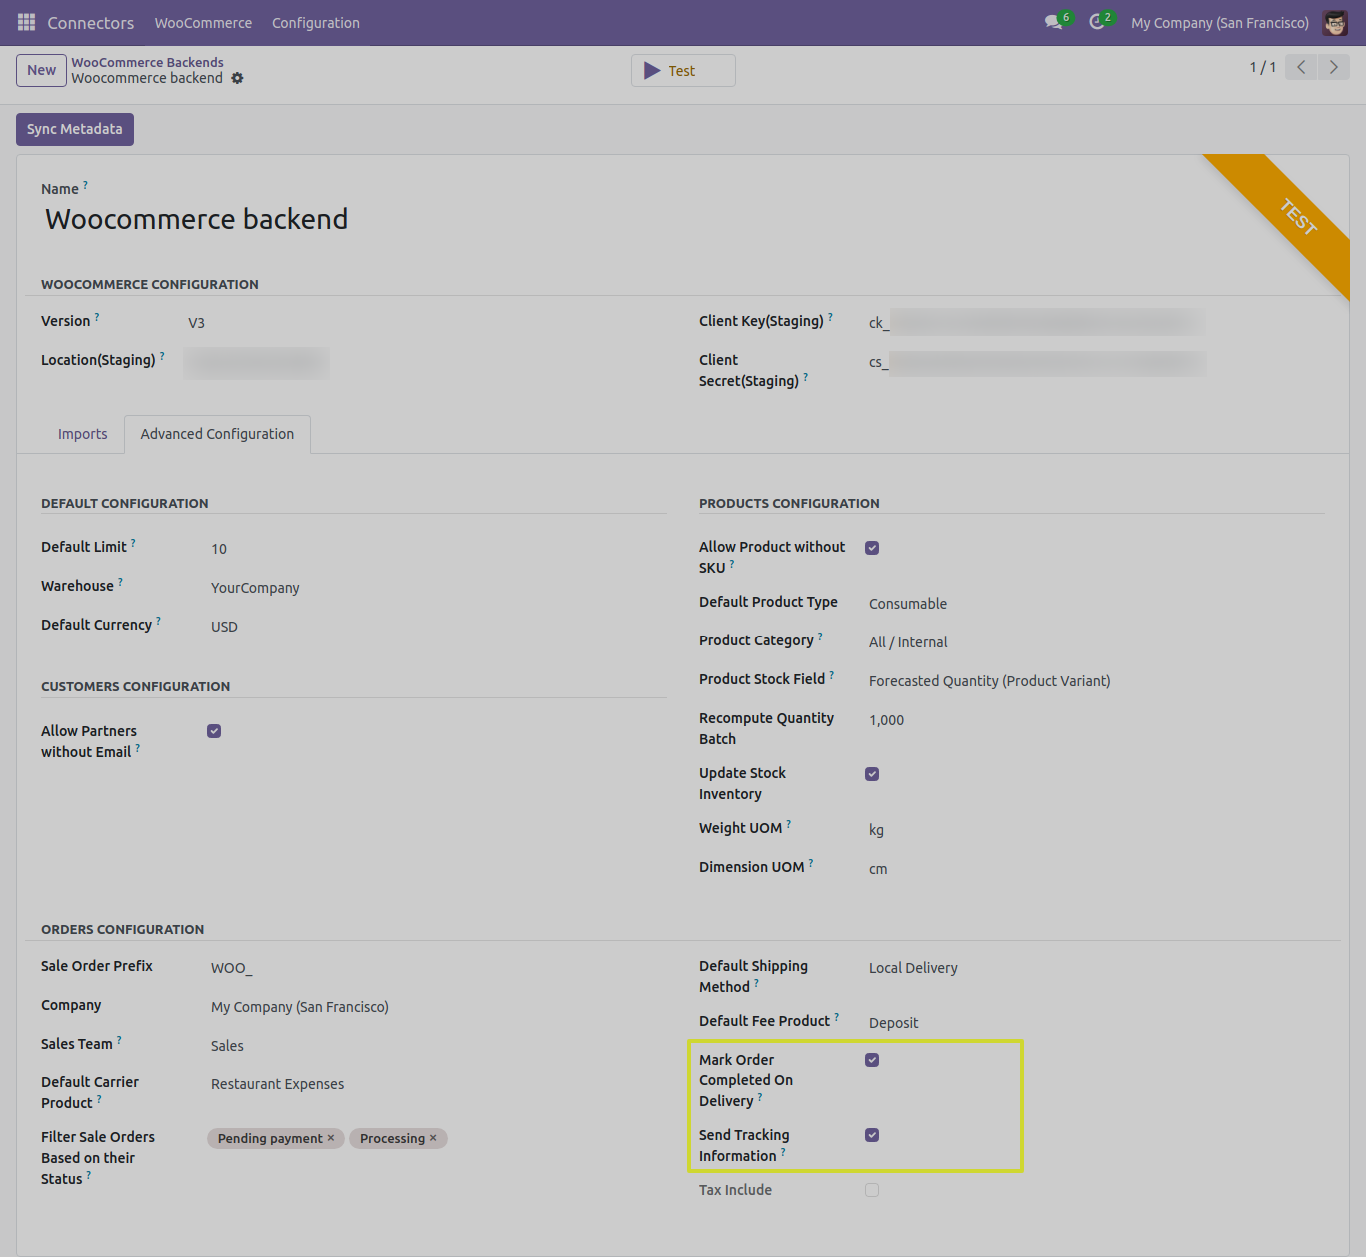 Connectors WooCommerce Configuration 6 2 My Company (San Francisco)
New WooCommerce Backends
Woocommerce backend
Test
1 / 1
Sync Metadata
TEST
Name ?
Woocommerce backend
WOOCOMMERCE CONFIGURATION
Version ? V3
Client Key(Staging) ? ck_
Location(Staging) ?
Client
Secret(Staging) ? cs_
Imports Advanced Configuration
DEFAULT CONFIGURATION
Default Limit ? 10
Warehouse ? YourCompany
Default Currency ? USD
CUSTOMERS CONFIGURATION
Allow Partners
without Email ?
PRODUCTS CONFIGURATION
Allow Product without
SKU ?
Default Product Type Consumable
Product Category ? All / Internal
Product Stock Field ? Forecasted Quantity (Product Variant)
Recompute Quantity
Batch 1,000
Update Stock
Inventory
Weight UOM ? kg
Dimension UOM ? cm
ORDERS CONFIGURATION
Sale Order Prefix WOO_
Company My Company (San Francisco)
Sales Team ? Sales
Default Carrier
Product ? Restaurant Expenses
Filter Sale Orders
Based on their
Status ? Pending payment × Processing ×
Default Shipping
Method ? Local Delivery
Default Fee Product ? Deposit
Mark Order
Completed On
Delivery ?
Send Tracking
Information ?
Tax Include